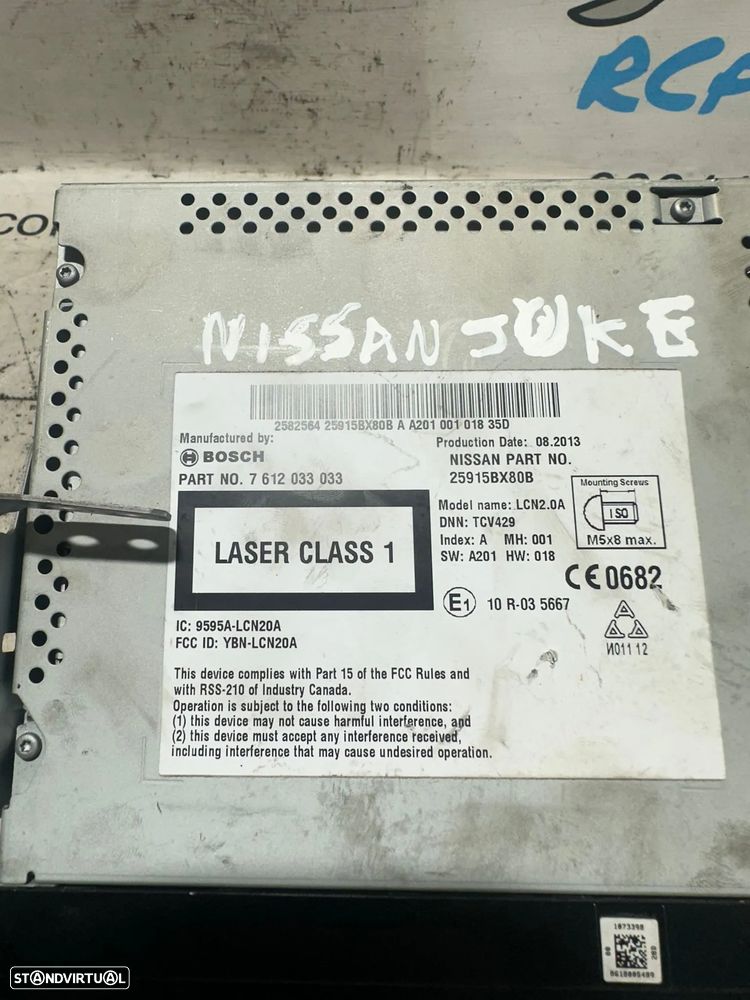 NISSAN JUKE
2582564 25915BX80B A A201 001 018 35D
Manufactured by:
BOSCH
PART NO. 7 612 033 033
Production Date: 08.2013
NISSAN PART NO.
25915BX80B
LASER CLASS 1
Model name: LCN2.0A
DNN: TCV429
Index: A MH: 001
SW: A201 HW: 018
Mounting Screws
ISO
M5x8 max.
CE 0682
E1 10 R-03 5667
И011 12
IC: 9595A-LCN20A
FCC ID: YBN-LCN20A
This device complies with Part 15 of the FCC Rules and
with RSS-210 of Industry Canada.
Operation is subject to the following two conditions:
(1) this device may not cause harmful interference, and
(2) this device must accept any interference received,
including interference that may cause undesired operation.
1873398
STANDVIRTUAL